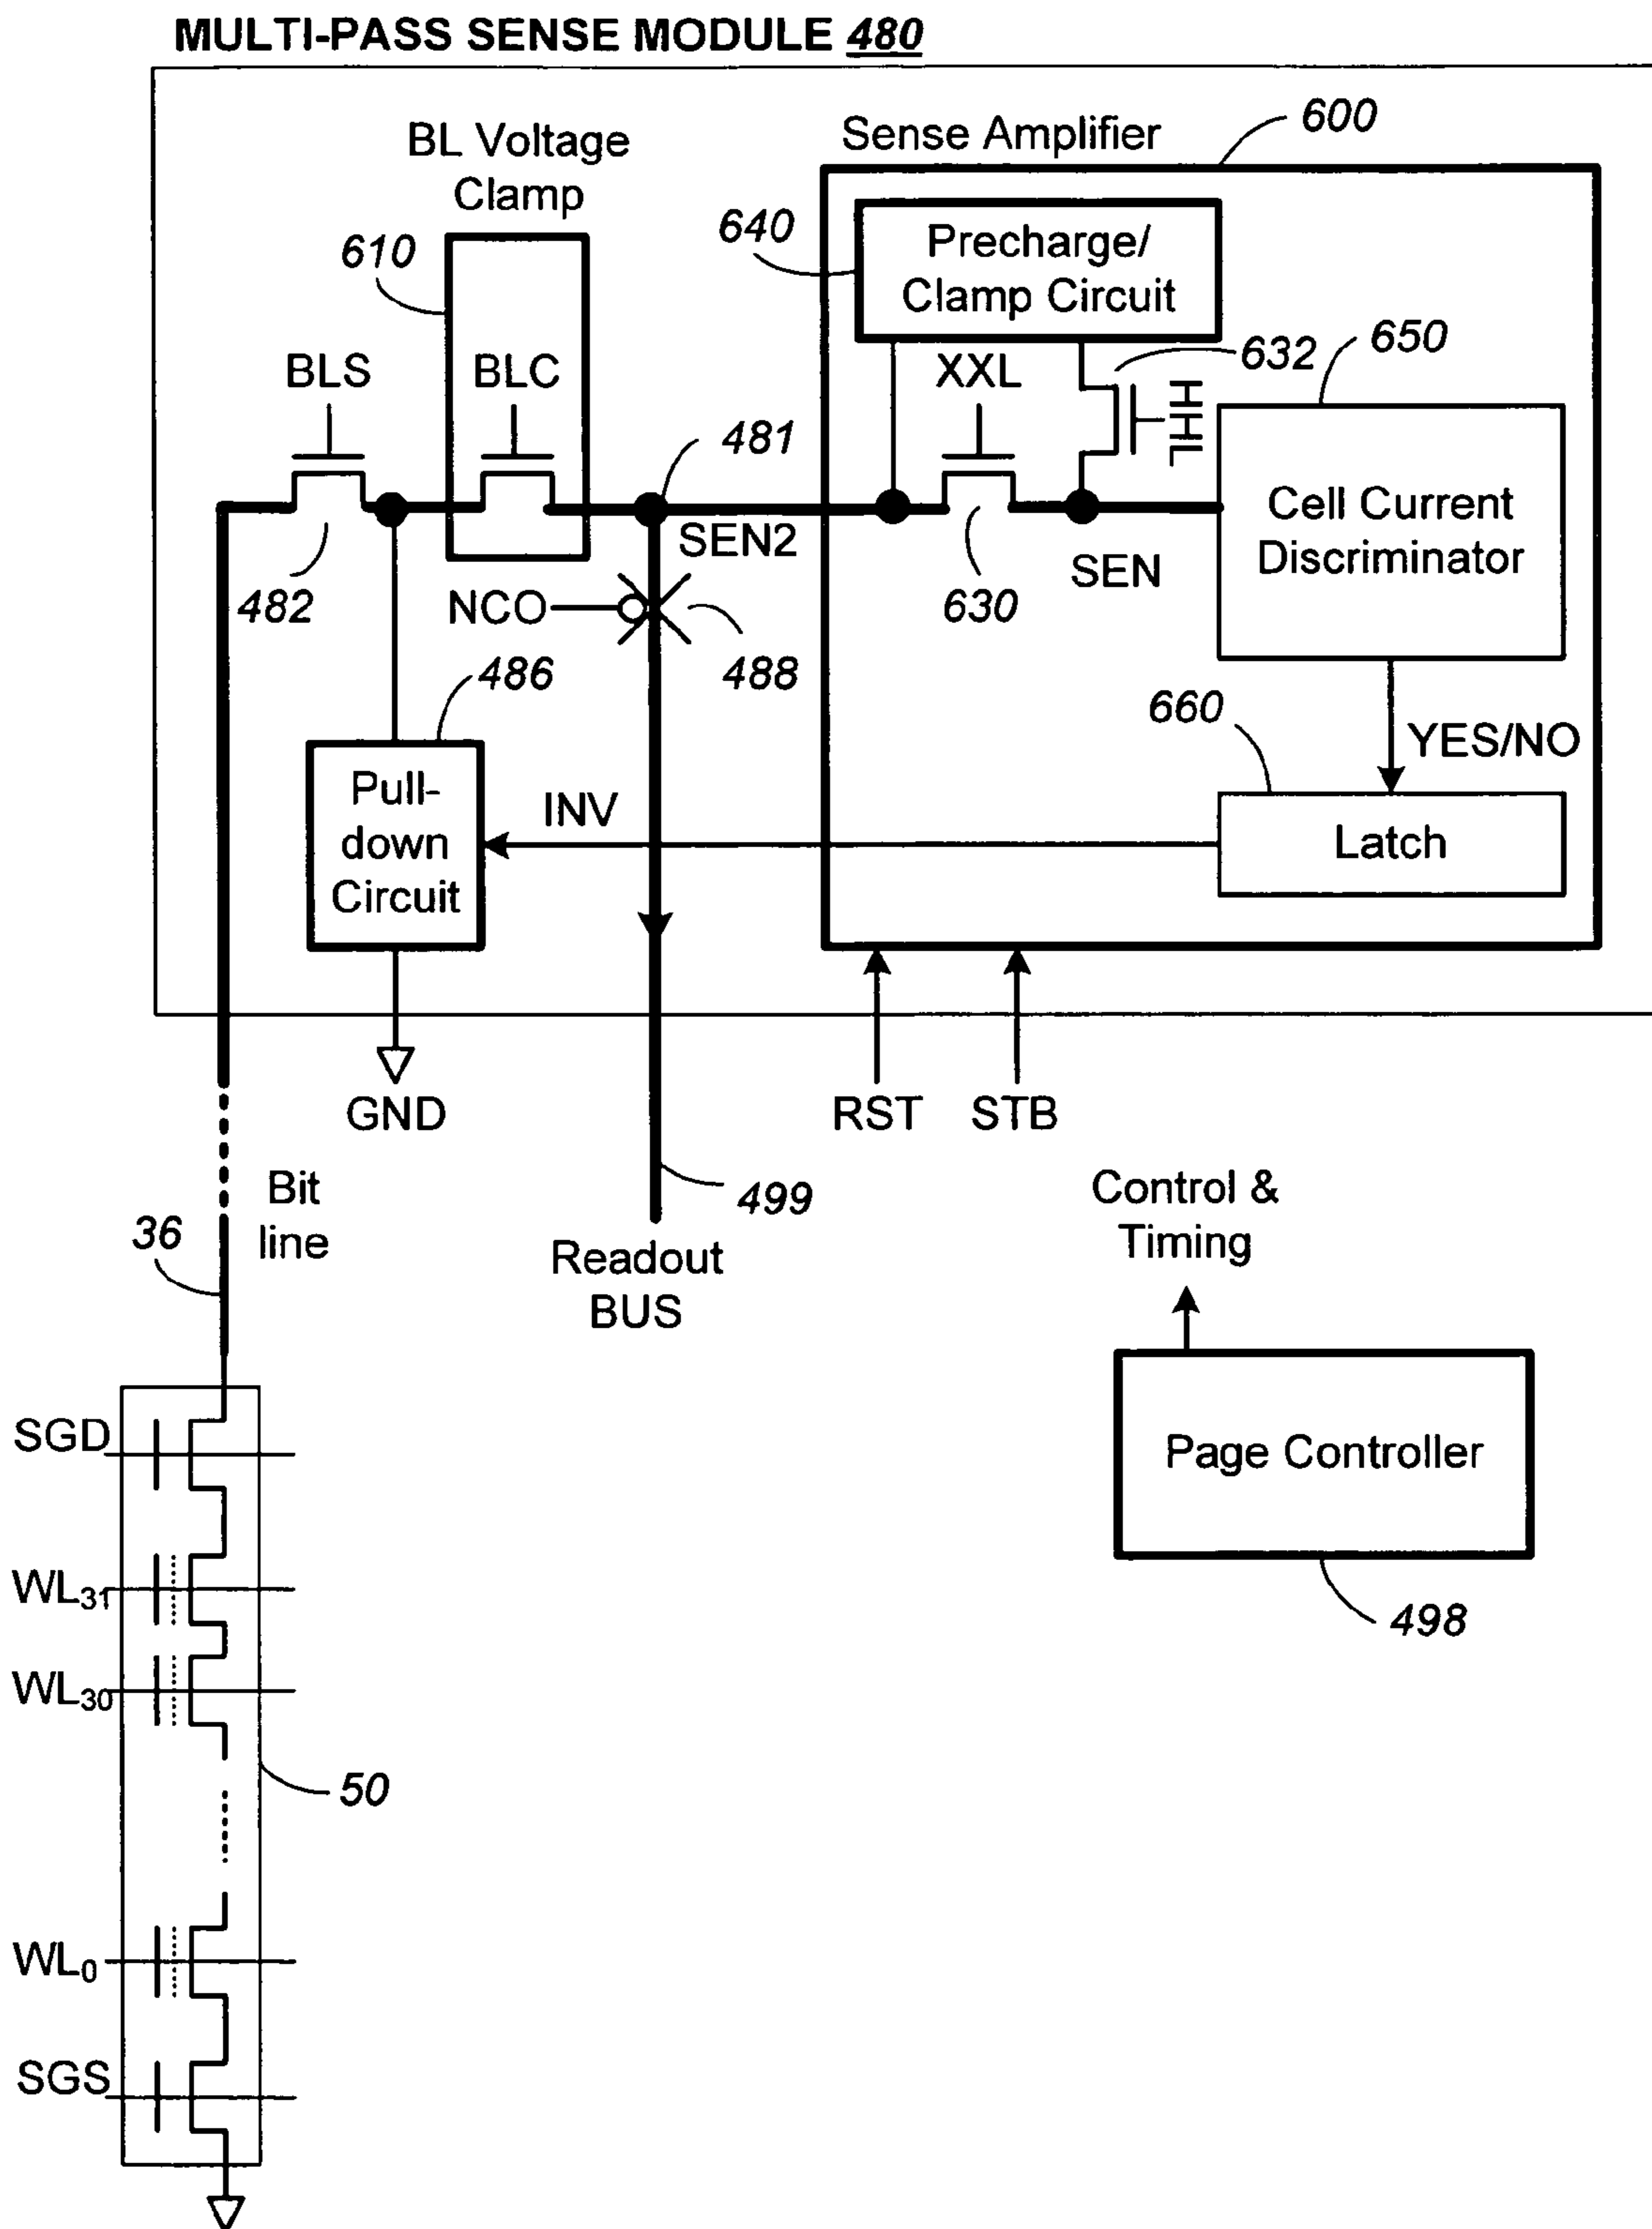 MULTI-PASS SENSE MODULE 480
BL Voltage
Clamp
610
Sense Amplifier
600
640
Precharge/
Clamp Circuit
632
650
BLS
BLC
XXL
HHL
481
482
SEN2
630
SEN
Cell Current
Discriminator
NCO
488
486
660
YES/NO
Pull-
down
Circuit
INV
Latch
GND
RST
STB
36
Bit
line
499
Readout
BUS
Control &
Timing
Page Controller
498
SGD
WL31
WL30
50
WL0
SGS